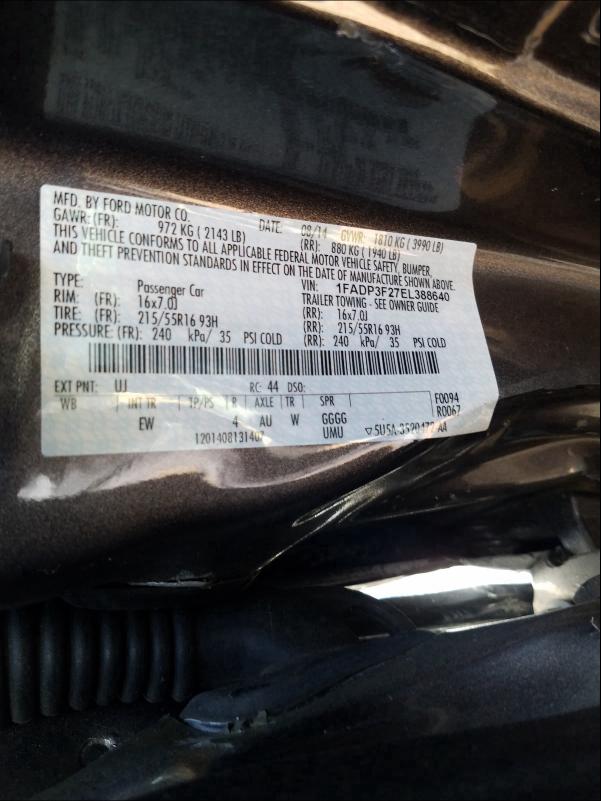 MFD. BY FORD MOTOR CO.
DATE: 08/14 GVWR: 1810 KG ( 3990 LB)
GAWR: (FR): 972 KG ( 2143 LB) (RR): 880 KG ( 1940 LB)
THIS VEHICLE CONFORMS TO ALL APPLICABLE FEDERAL MOTOR VEHICLE SAFETY, BUMPER,
AND THEFT PREVENTION STANDARDS IN EFFECT ON THE DATE OF MANUFACTURE SHOWN ABOVE.
VIN: 1FADP3F27EL388640
TYPE: Passenger Car TRAILER TOWING - SEE OWNER GUIDE
RIM: (FR): 16x7.0J (RR): 16x7.0J
TIRE: (FR): 215/55R16 93H (RR): 215/55R16 93H
PRESSURE: (FR): 240 kPa/ 35 PSI COLD (RR): 240 kPa/ 35 PSI COLD
EXT PNT: UJ RC: 44 DSO: F0094
WB INT TR TP/PS R AXLE TR SPR R0067
EW 4 AU W GGGG
UMU
1201408131407